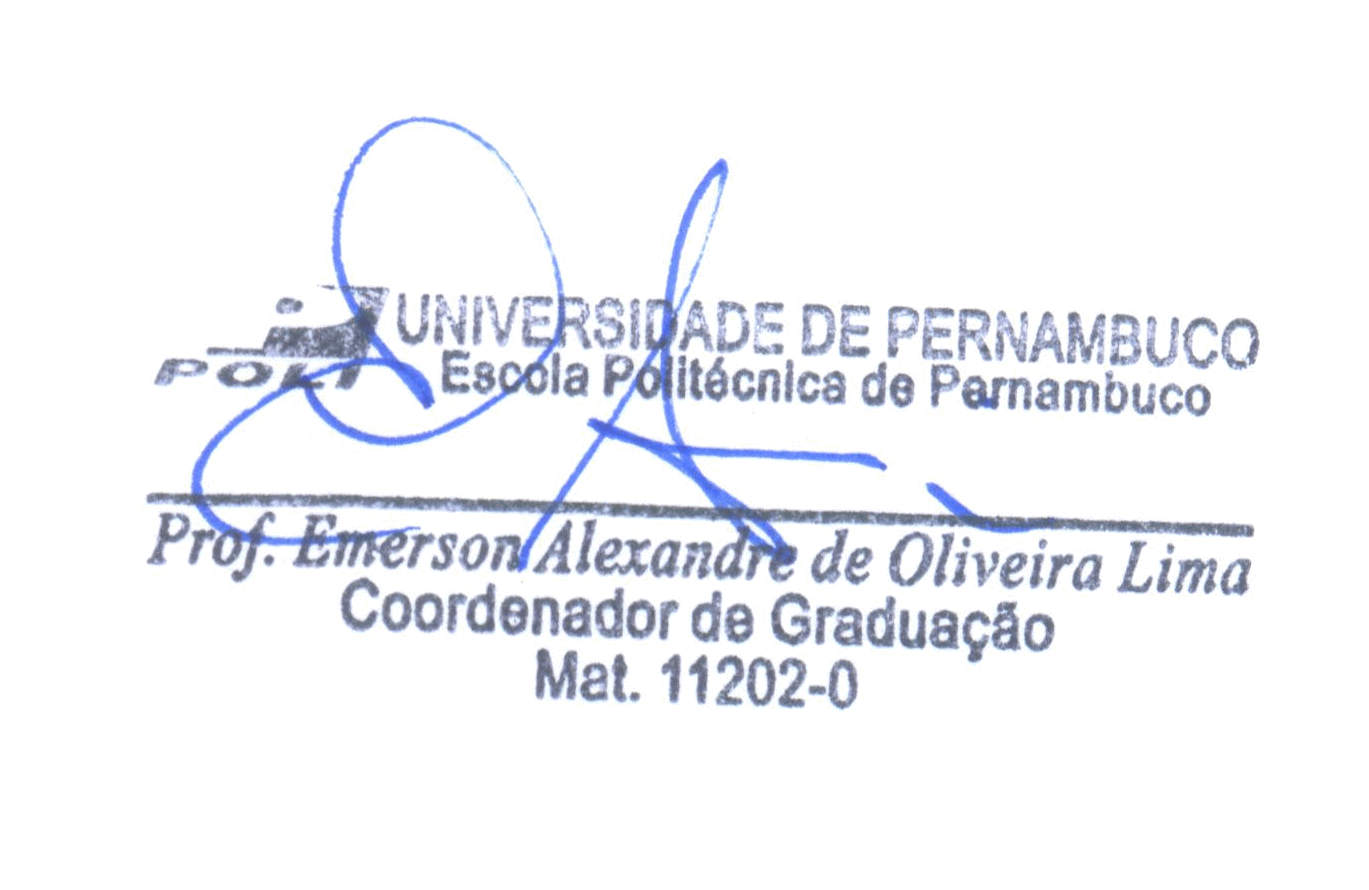 UNIVERSIDADE DE PERNAMBUCO
POLI Escola Politécnica de Pernambuco
Prof. Emerson Alexandre de Oliveira Lima
Coordenador de Graduação
Mat. 11202-0